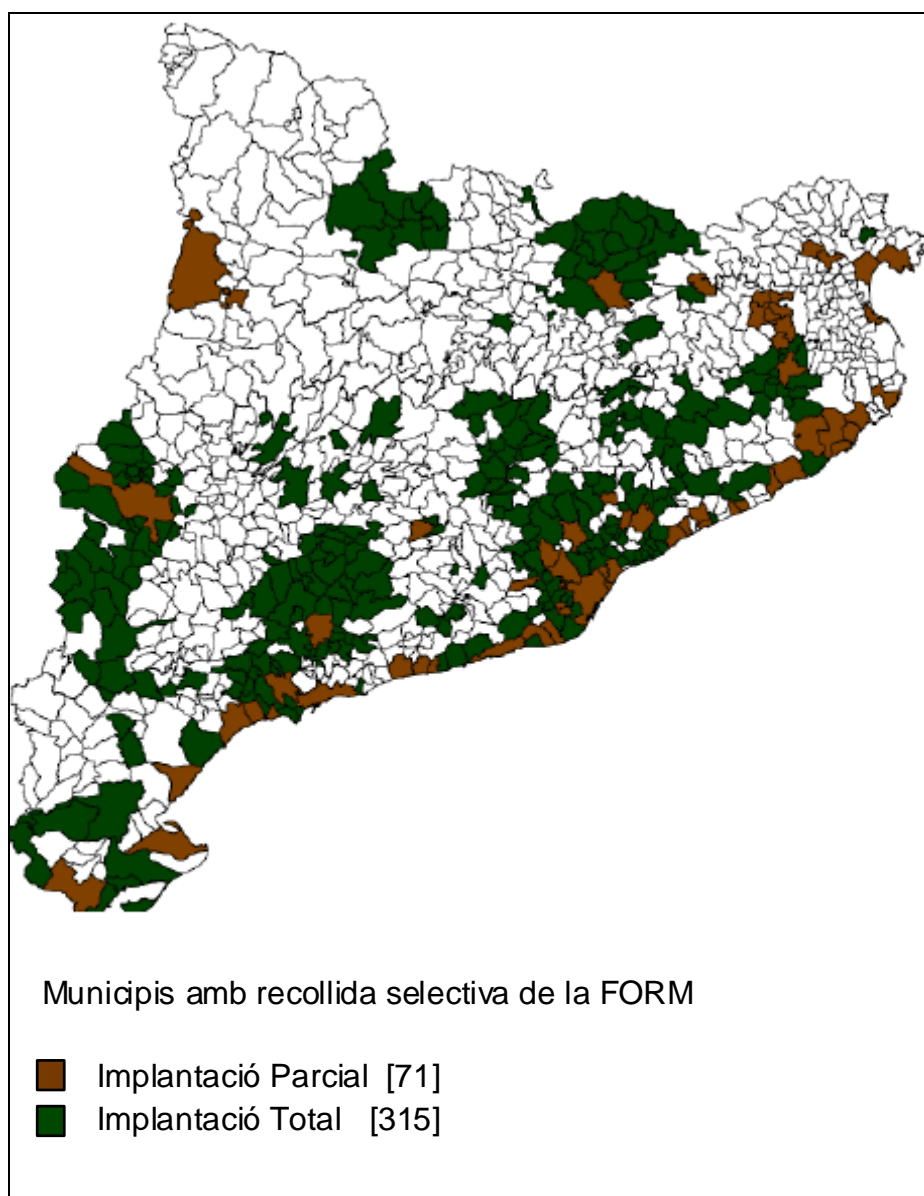 Municipis amb recollida selectiva de la FORM
Implantació Parcial [71]
Implantació Total [315]